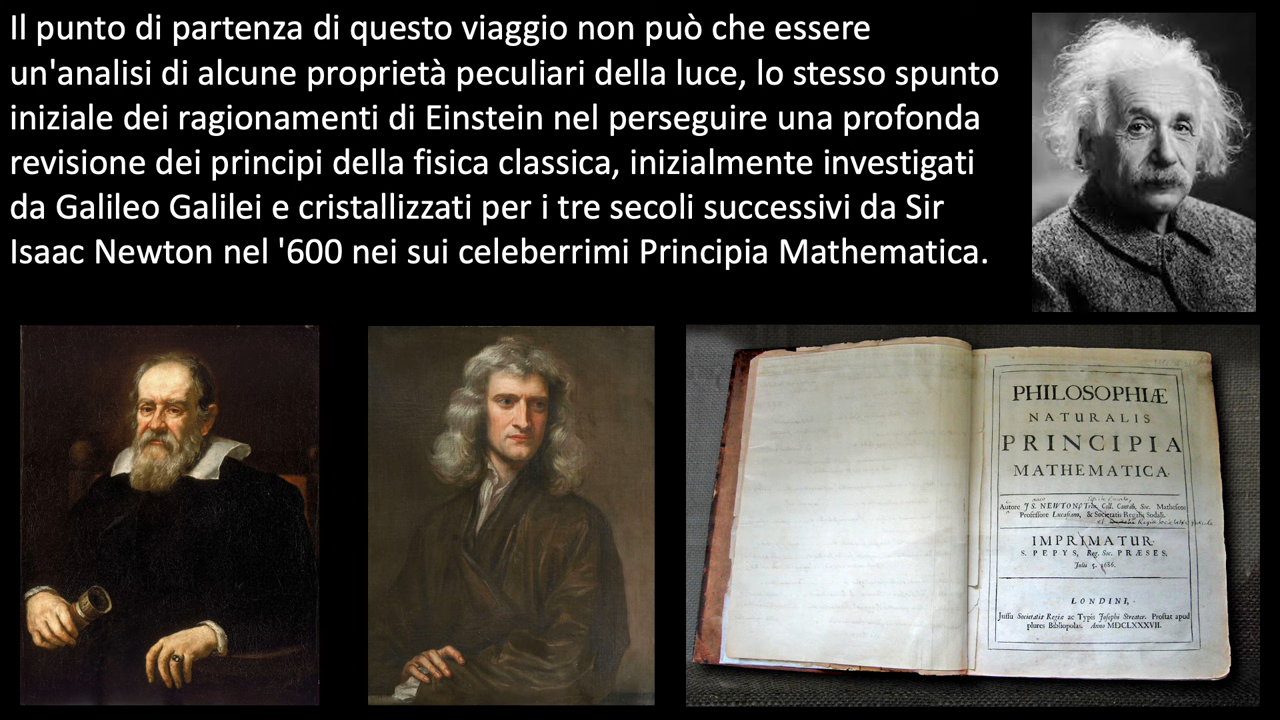 Il punto di partenza di questo viaggio non può che essere
un'analisi di alcune proprietà peculiari della luce, lo stesso spunto
iniziale dei ragionamenti di Einstein nel perseguire una profonda
revisione dei principi della fisica classica, inizialmente investigati
da Galileo Galilei e cristallizzati per i tre secoli successivi da Sir
Isaac Newton nel '600 nei sui celeberrimi Principia Mathematica.
PHILOSOPHIÆ
NATURALIS
PRINCIPIA
MATHEMATICA.
Autore J S. NEWTON, Trin. Coll. Cantab. Soc. Matheseos
Professore Lucasiano, & Societatis Regalis Sodali.
IMPRIMATUR.
S. PEPYS, Reg. Soc. PRÆSES.
Julii 5. 1686.
LONDINI,
Jussu Societatis Regiæ ac Typis Josephi Streater. Prostat apud
plures Bibliopolas. Anno MDCLXXXVII.